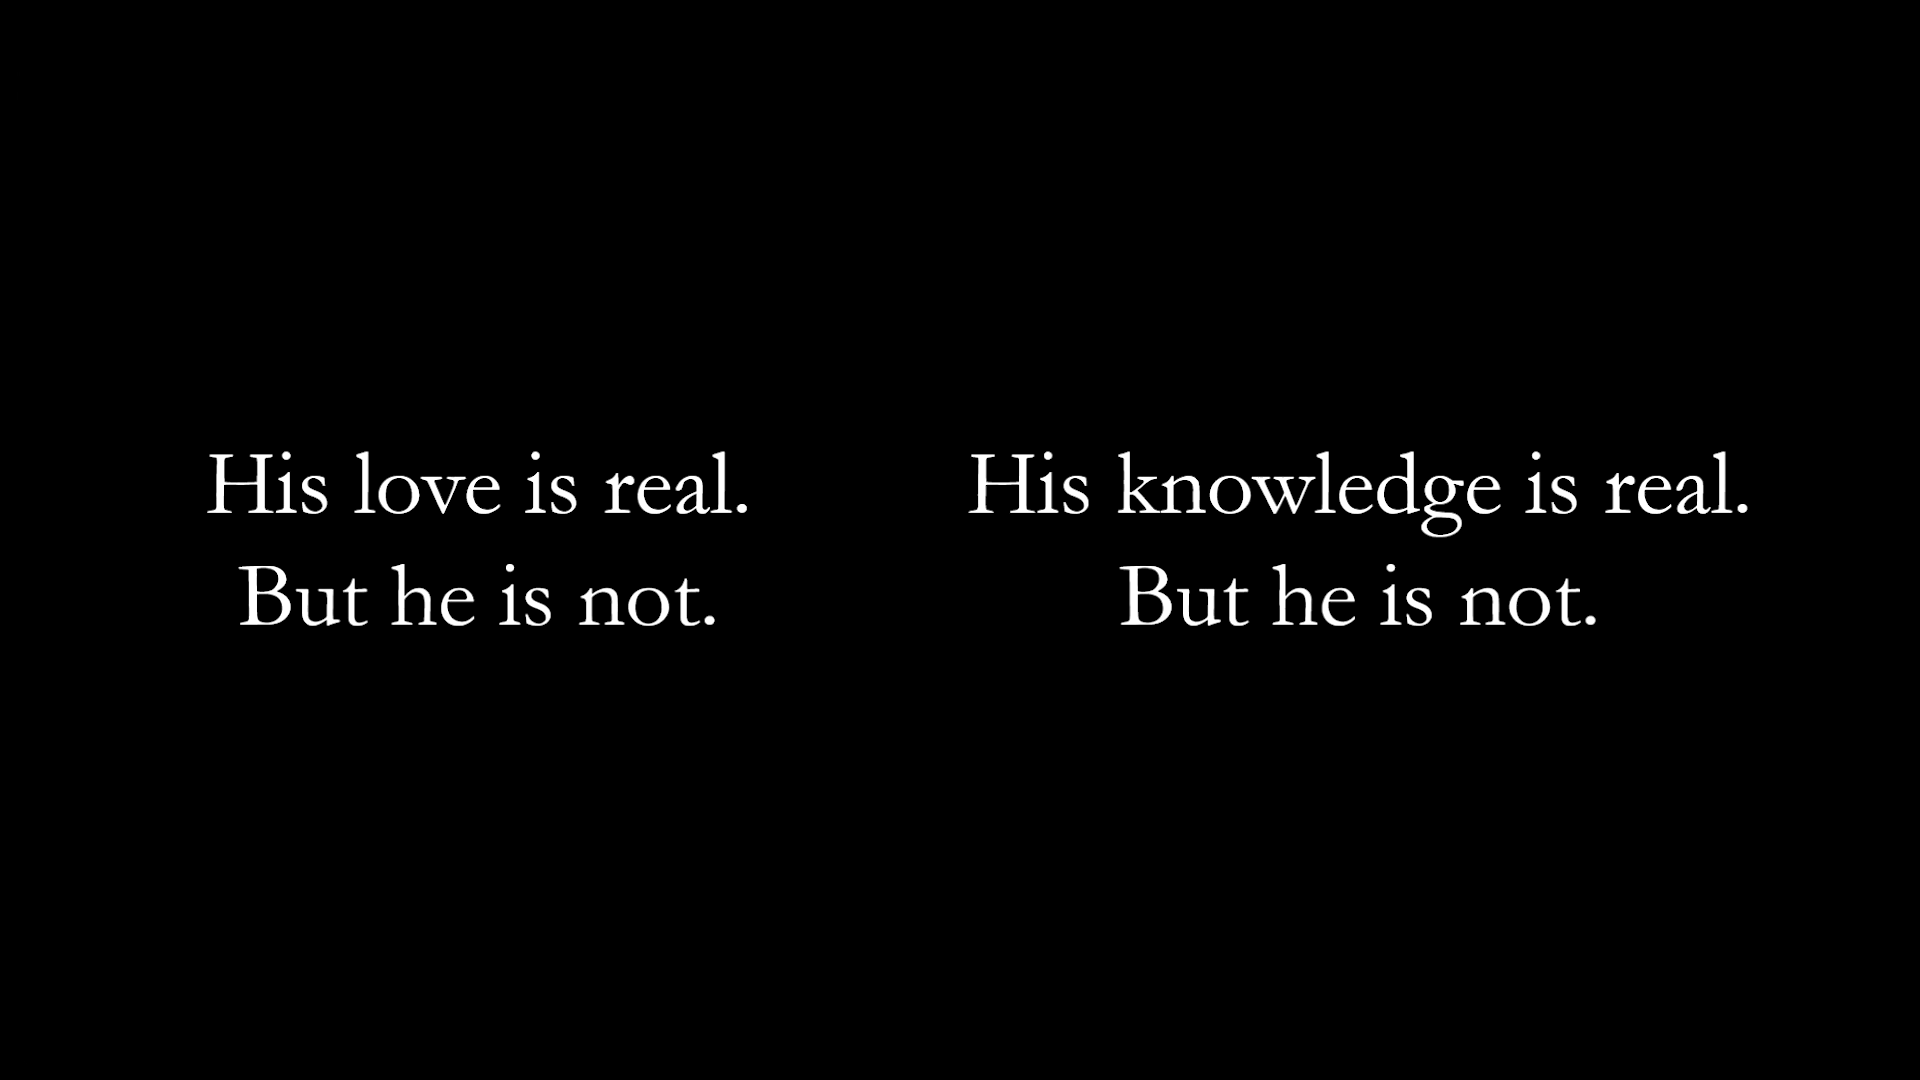 His love is real.
But he is not.
His knowledge is real.
But he is not.